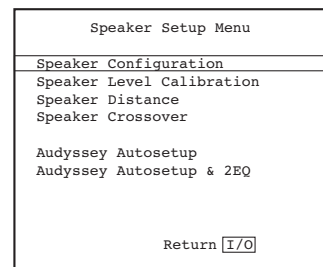 Speaker Setup Menu
Speaker Configuration
Speaker Level Calibration
Speaker Distance
Speaker Crossover
Audyssey Autosetup
Audyssey Autosetup & 2EQ
Return I/O